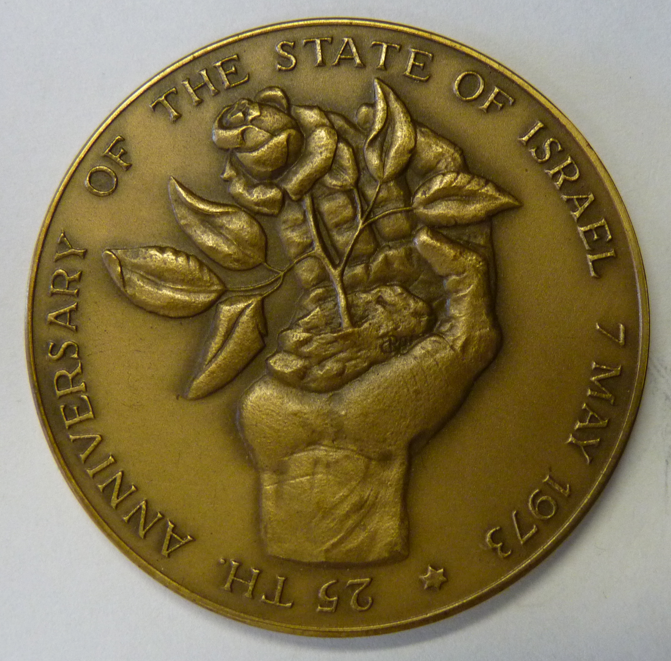 25 TH. ANNIVERSARY OF THE STATE OF ISRAEL 7 MAY 1973